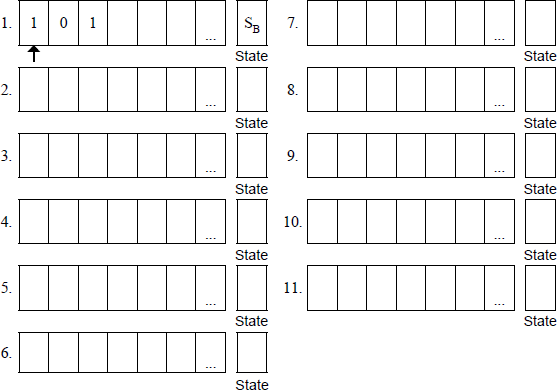 1. 1 0 1 ... S_B
State
2. ...
State
3. ...
State
4. ...
State
5. ...
State
6. ...
State
7. ...
State
8. ...
State
9. ...
State
10. ...
State
11. ...
State